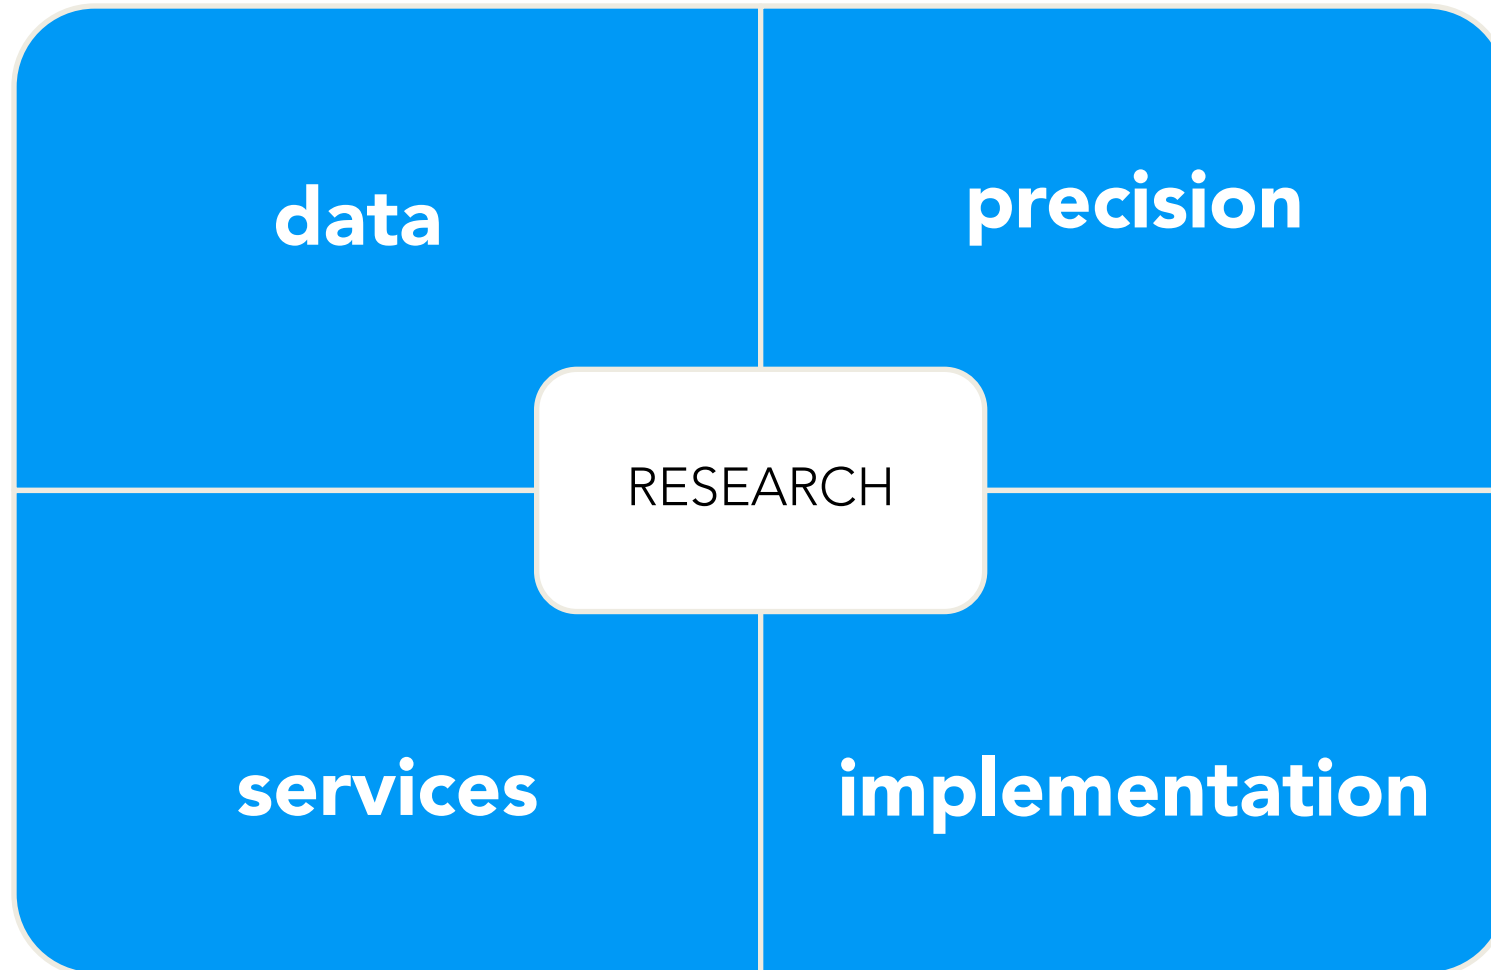 data
precision
RESEARCH
services
implementation